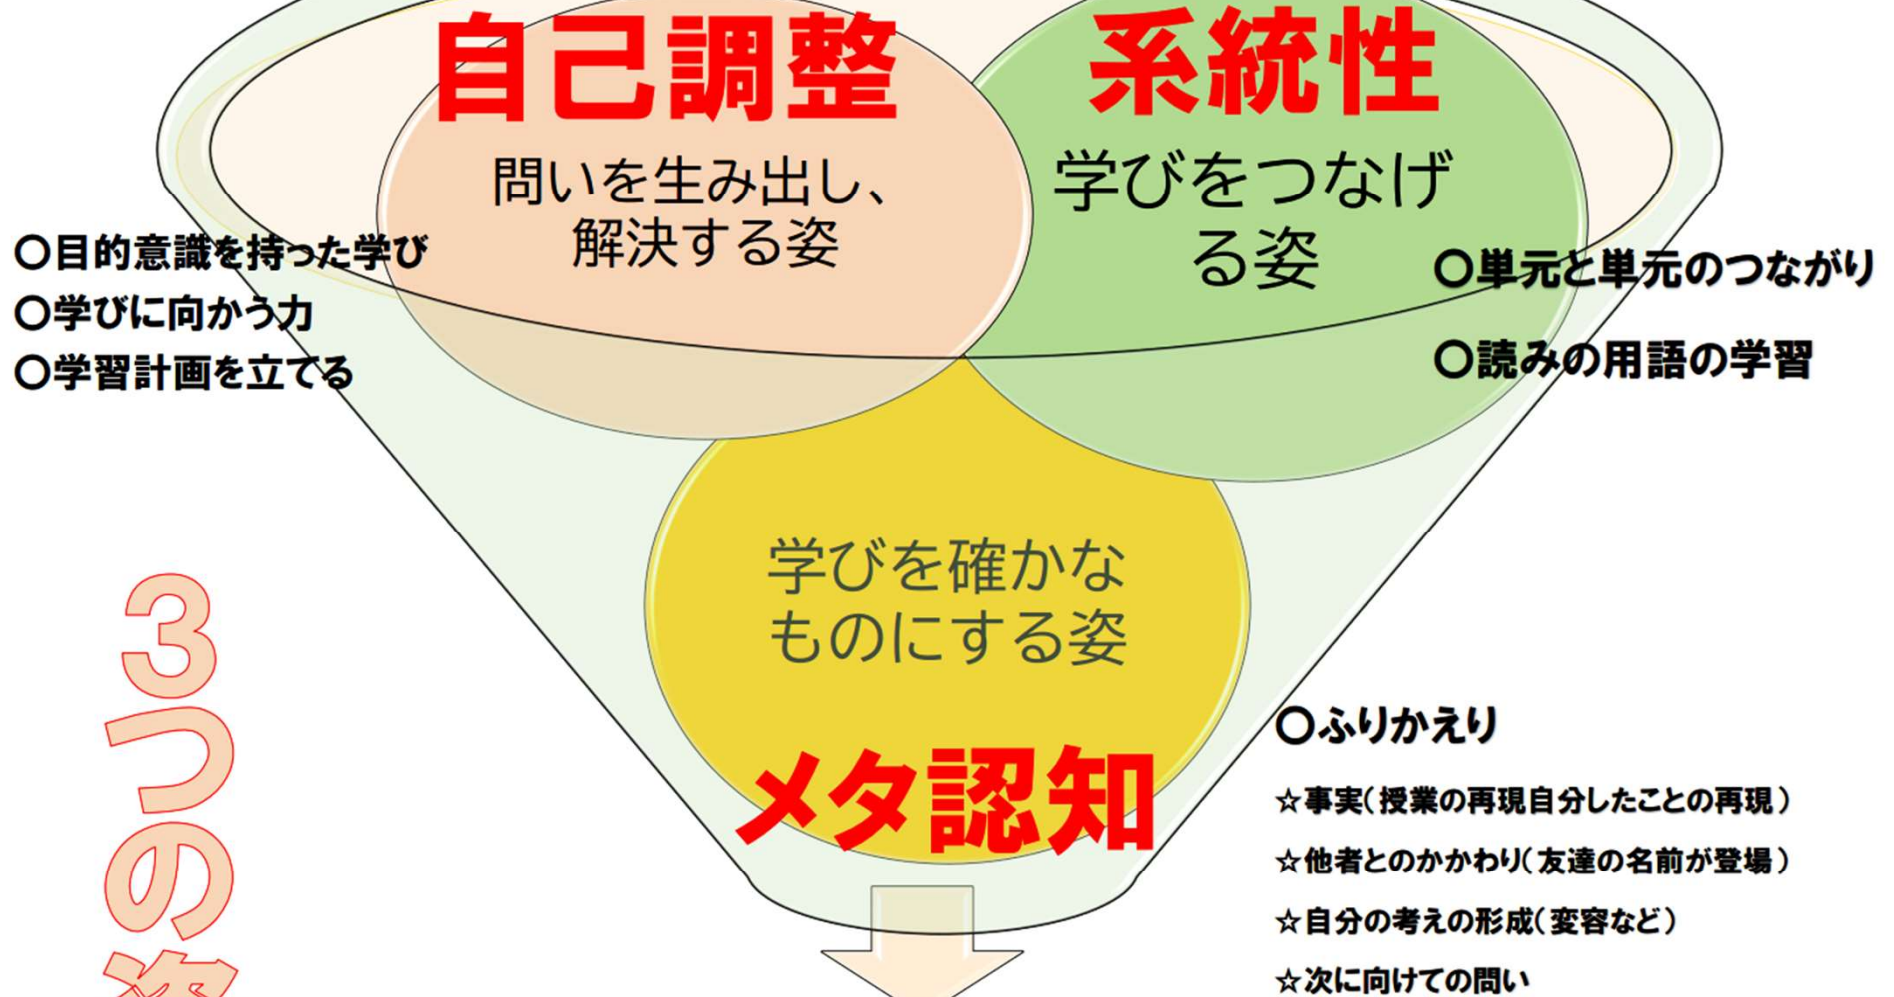 自己調整
問いを生み出し、
解決する姿
系統性
学びをつなげ
る姿
〇目的意識を持った学び
〇学びに向かう力
〇学習計画を立てる
〇単元と単元のつながり
〇読みの用語の学習
学びを確かな
ものにする姿
メタ認知
〇ふりかえり
☆事実(授業の再現自分したことの再現)
☆他者とのかかわり(友達の名前が登場)
☆自分の考えの形成(変容など)
☆次に向けての問い
3つの姿